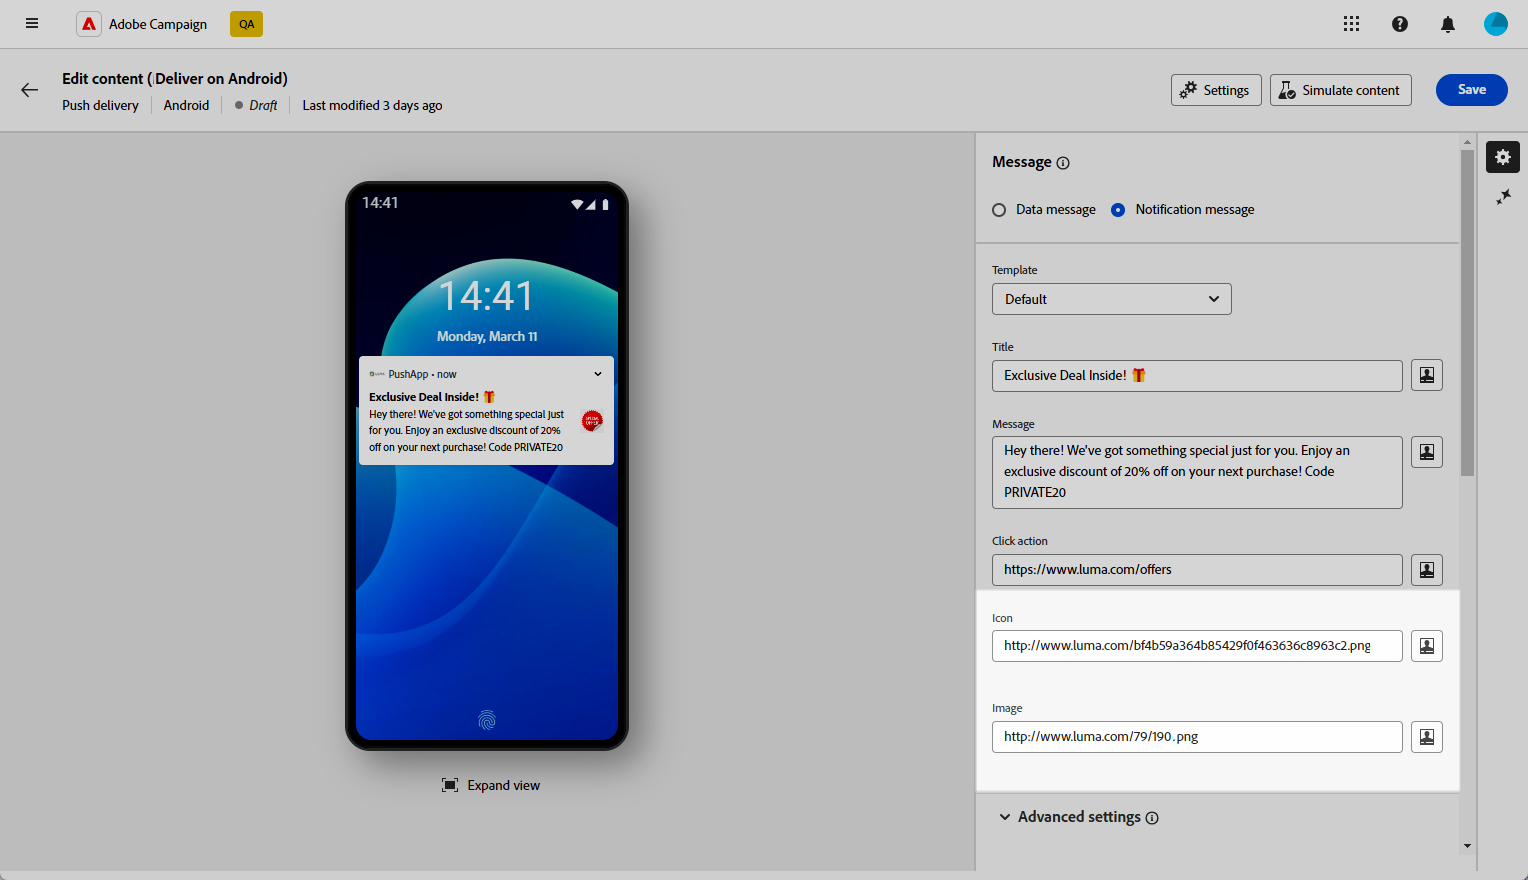 Adobe Campaign
QA
Edit content (Deliver on Android)
Push delivery
Android
Draft
Last modified 3 days ago
Settings
Simulate content
Save
14:41
14:41
Monday, March 11
PushApp • now
Exclusive Deal Inside! 🎁
Hey there! We've got something special just
for you. Enjoy an exclusive discount of 20%
off on your next purchase! Code PRIVATE20
SPECIAL
OFFER
Expand view
Message
Data message
Notification message
Template
Default
Title
Exclusive Deal Inside! 🎁
Message
Hey there! We've got something special just for you. Enjoy an
exclusive discount of 20% off on your next purchase! Code
PRIVATE20
Click action
https://www.luma.com/offers
Icon
http://www.luma.com/bf4b59a364b85429f0f463636c8963c2.png
Image
http://www.luma.com/79/190.png
Advanced settings